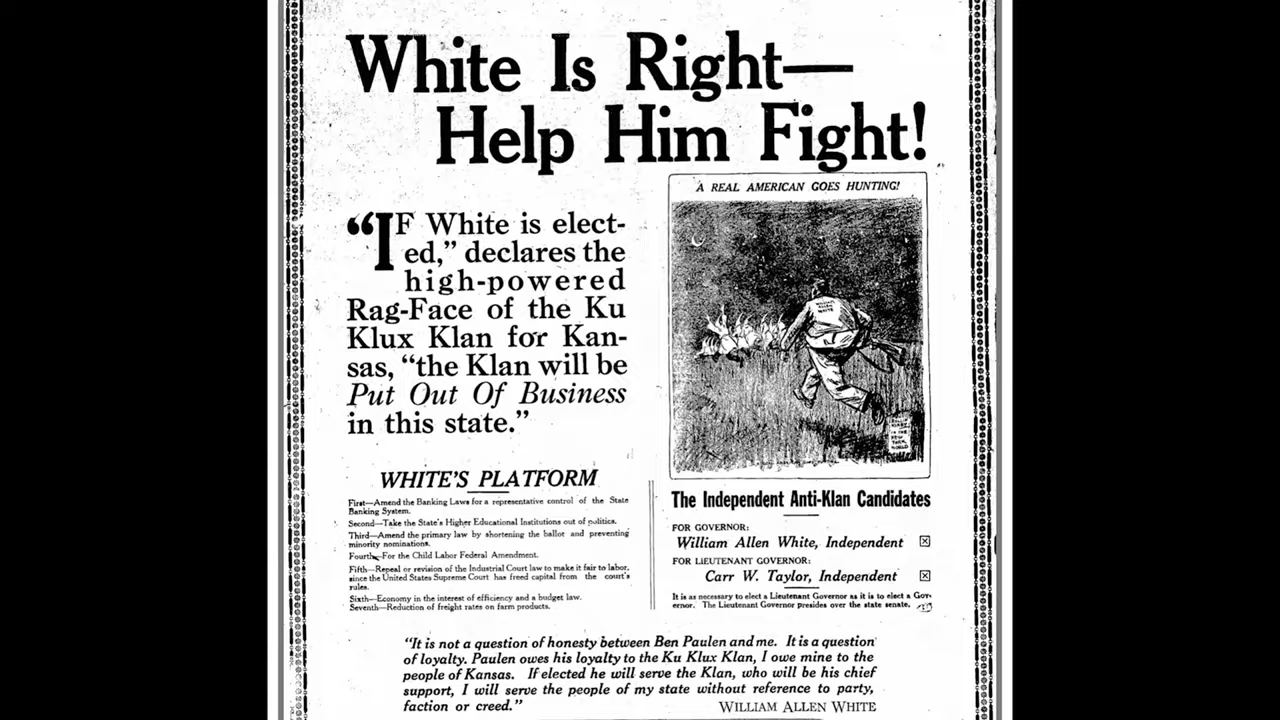 White Is Right—
Help Him Fight!
A REAL AMERICAN GOES HUNTING!
WILLIAM
ALLEN
WHITE
"IF White is elect-
ed," declares the
high-powered
Rag-Face of the Ku
Klux Klan for Kan-
sas, "the Klan will be
Put Out Of Business
in this state."
WHITE'S PLATFORM
First—Amend the Banking Laws for a representative control of the State
Banking System.
Second—Take the State's Higher Educational Institutions out of politics.
Third—Amend the primary law by shortening the ballot and preventing
minority nominations.
Fourth—For the Child Labor Federal Amendment.
Fifth—Repeal or revision of the Industrial Court law to make it fair to labor,
since the United States Supreme Court has freed capital from the court's
rules.
Sixth—Economy in the interest of efficiency and a budget law.
Seventh—Reduction of freight rates on farm products.
IN THE
NEW
YORK
WORLD
The Independent Anti-Klan Candidates
FOR GOVERNOR:
William Allen White, Independent
FOR LIEUTENANT GOVERNOR:
Carr W. Taylor, Independent
It is as necessary to elect a Lieutenant Governor as it is to elect a Gov-
ernor. The Lieutenant Governor presides over the state senate.
"It is not a question of honesty between Ben Paulen and me. It is a question
of loyalty. Paulen owes his loyalty to the Ku Klux Klan, I owe mine to the
people of Kansas. If elected he will serve the Klan, who will be his chief
support, I will serve the people of my state without reference to party,
faction or creed."
WILLIAM ALLEN WHITE